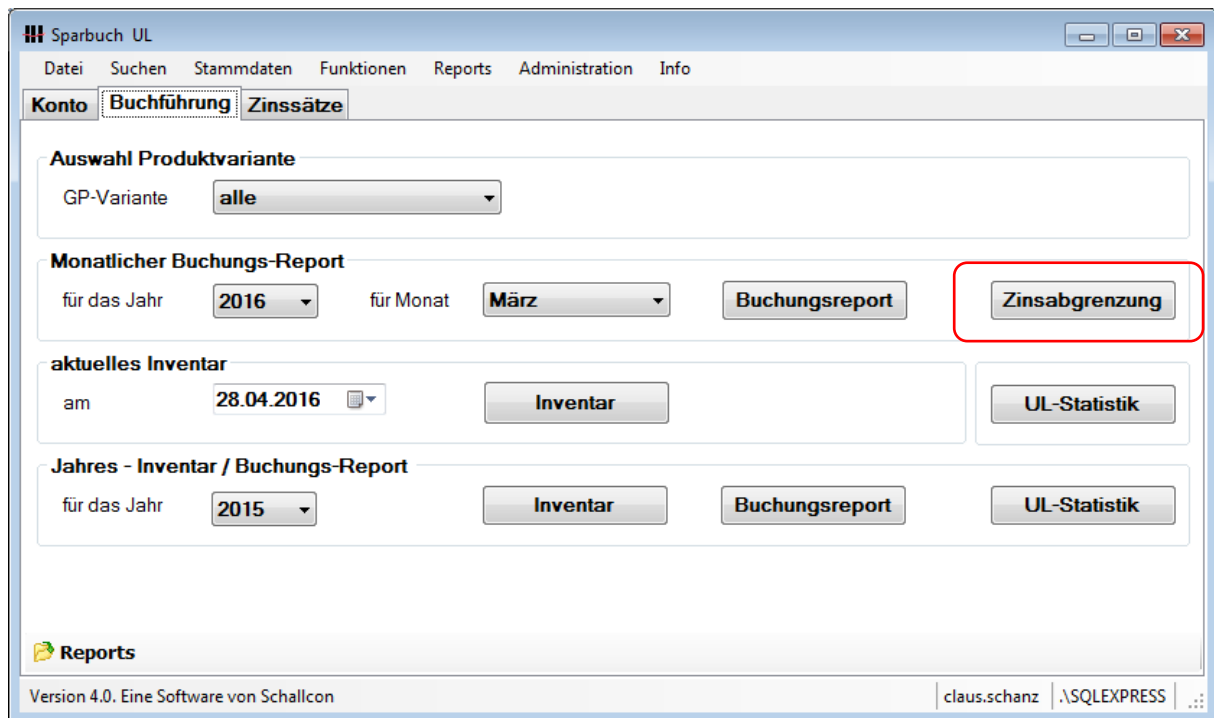 Sparbuch UL
Datei Suchen Stammdaten Funktionen Reports Administration Info
Konto Buchführung Zinssätze
Auswahl Produktvariante
GP-Variante alle
Monatlicher Buchungs-Report
für das Jahr 2016 für Monat März Buchungsreport Zinsabgrenzung
aktuelles Inventar
am 28.04.2016 Inventar UL-Statistik
Jahres - Inventar / Buchungs-Report
für das Jahr 2015 Inventar Buchungsreport UL-Statistik
Reports
Version 4.0. Eine Software von Schallcon claus.schanz .\SQLEXPRESS